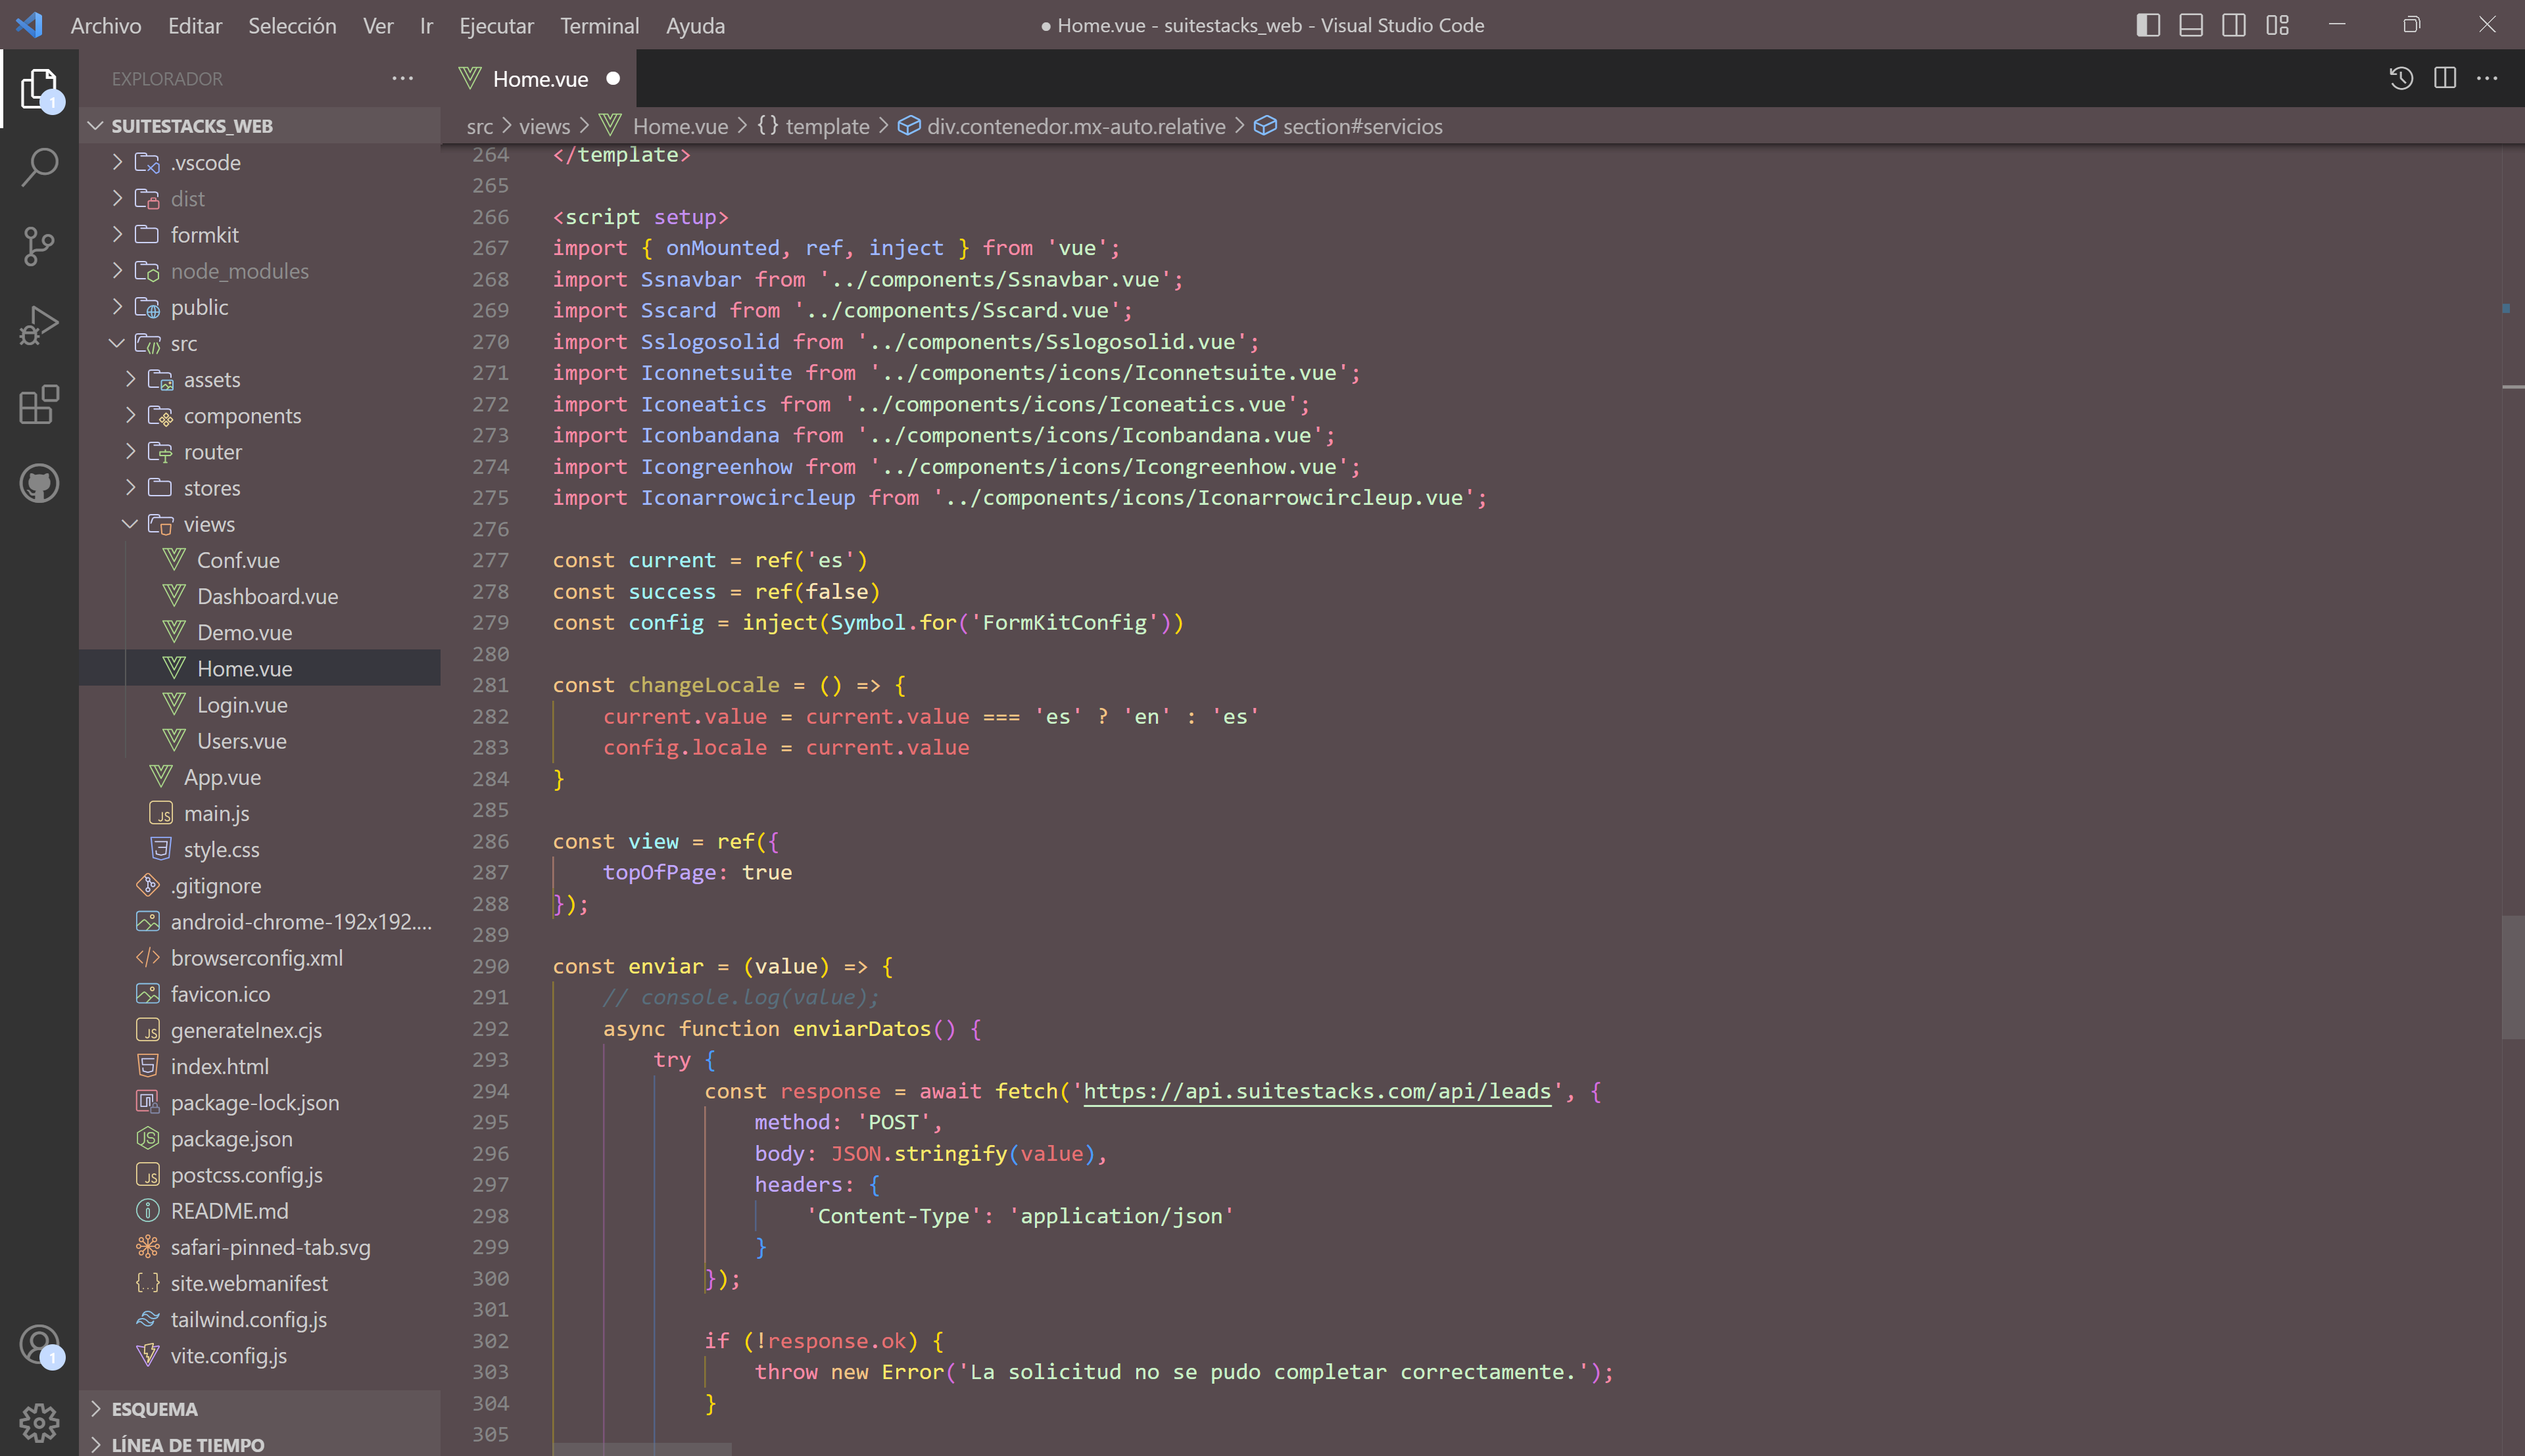 Archivo Editar Selección Ver Ir Ejecutar Terminal Ayuda
● Home.vue - suitestacks_web - Visual Studio Code
EXPLORADOR
SUITESTACKS_WEB
.vscode
dist
formkit
node_modules
public
src
assets
components
router
stores
views
Conf.vue
Dashboard.vue
Demo.vue
Home.vue
Login.vue
Users.vue
App.vue
main.js
style.css
.gitignore
android-chrome-192x192....
browserconfig.xml
favicon.ico
generateInex.cjs
index.html
package-lock.json
package.json
postcss.config.js
README.md
safari-pinned-tab.svg
site.webmanifest
tailwind.config.js
vite.config.js
ESQUEMA
LÍNEA DE TIEMPO
1
1
Home.vue
src > views > Home.vue > {} template > div.contenedor.mx-auto.relative > section#servicios
264 </template>
265
266 <script setup>
267 import { onMounted, ref, inject } from 'vue';
268 import Ssnavbar from '../components/Ssnavbar.vue';
269 import Sscard from '../components/Sscard.vue';
270 import Sslogosolid from '../components/Sslogosolid.vue';
271 import Iconnetsuite from '../components/icons/Iconnetsuite.vue';
272 import Iconeatics from '../components/icons/Iconeatics.vue';
273 import Iconbandana from '../components/icons/Iconbandana.vue';
274 import Icongreenhow from '../components/icons/Icongreenhow.vue';
275 import Iconarrowcircleup from '../components/icons/Iconarrowcircleup.vue';
276
277 const current = ref('es')
278 const success = ref(false)
279 const config = inject(Symbol.for('FormKitConfig'))
280
281 const changeLocale = () => {
282 current.value = current.value === 'es' ? 'en' : 'es'
283 config.locale = current.value
284 }
285
286 const view = ref({
287 topOfPage: true
288 });
289
290 const enviar = (value) => {
291 // console.log(value);
292 async function enviarDatos() {
293 try {
294 const response = await fetch('https://api.suitestacks.com/api/leads', {
295 method: 'POST',
296 body: JSON.stringify(value),
297 headers: {
298 'Content-Type': 'application/json'
299 }
300 });
301
302 if (!response.ok) {
303 throw new Error('La solicitud no se pudo completar correctamente.');
304 }
305